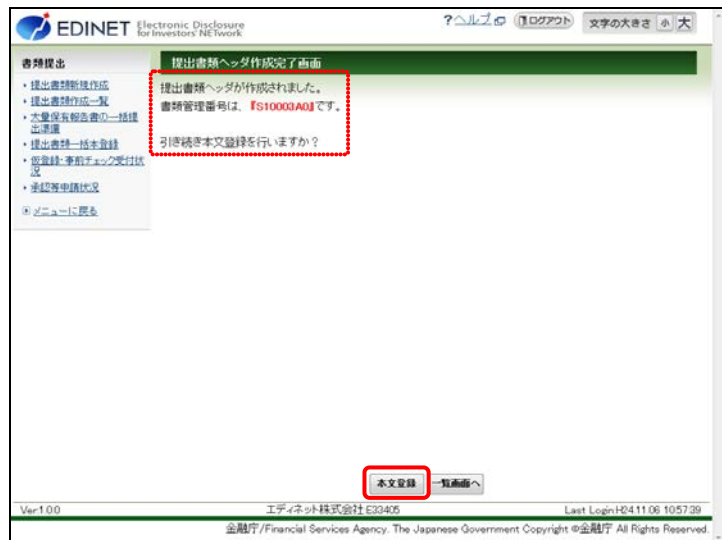 EDINET Electronic Disclosure for Investors' NETwork
?ヘルプ ログアウト 文字の大きさ 小 大
書類提出
・提出書類新規作成
・提出書類作成一覧
・大量保有報告書の一括提
出準備
・提出書類一括本登録
・仮登録・事前チェック受付状
況
・承認等申請状況
メニューに戻る
提出書類ヘッダ作成完了画面
提出書類ヘッダが作成されました。
書類管理番号は、『S10003A0』です。
引き続き本文登録を行いますか？
本文登録 一覧画面へ
Ver.1.0.0 エディネット株式会社:E33405 Last Login:H24.11.06 10:57:39
金融庁/Financial Services Agency. The Japanese Government Copyright ©金融庁 All Rights Reserved.